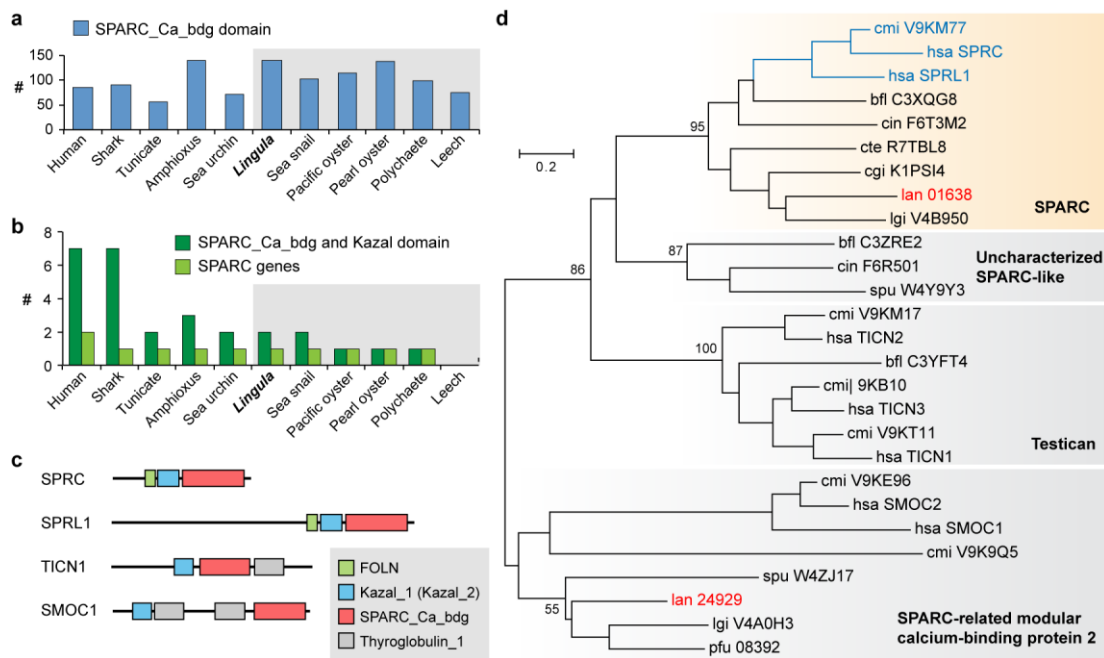 a
SPARC_Ca_bdg domain
150
100
50
0
#
Human
Shark
Tunicate
Amphioxus
Sea urchin
Lingula
Sea snail
Pacific oyster
Pearl oyster
Polychaete
Leech
b
SPARC_Ca_bdg and Kazal domain
SPARC genes
8
6
4
2
0
#
Human
Shark
Tunicate
Amphioxus
Sea urchin
Lingula
Sea snail
Pacific oyster
Pearl oyster
Polychaete
Leech
c
SPRC
SPRL1
TICN1
SMOC1
FOLN
Kazal_1 (Kazal_2)
SPARC_Ca_bdg
Thyroglobulin_1
d
0.2
cmi V9KM77
hsa SPRC
hsa SPRL1
bfl C3XQG8
cin F6T3M2
95
cte R7TBL8
cgi K1PSI4
lan 01638
lgi V4B950
SPARC
86
bfl C3ZRE2
87
cin F6R501
spu W4Y9Y3
Uncharacterized
SPARC-like
cmi V9KM17
hsa TICN2
100
bfl C3YFT4
cmi| 9KB10
hsa TICN3
cmi V9KT11
hsa TICN1
Testican
cmi V9KE96
hsa SMOC2
hsa SMOC1
cmi V9K9Q5
spu W4ZJ17
55
lan 24929
lgi V4A0H3
pfu 08392
SPARC-related modular
calcium-binding protein 2